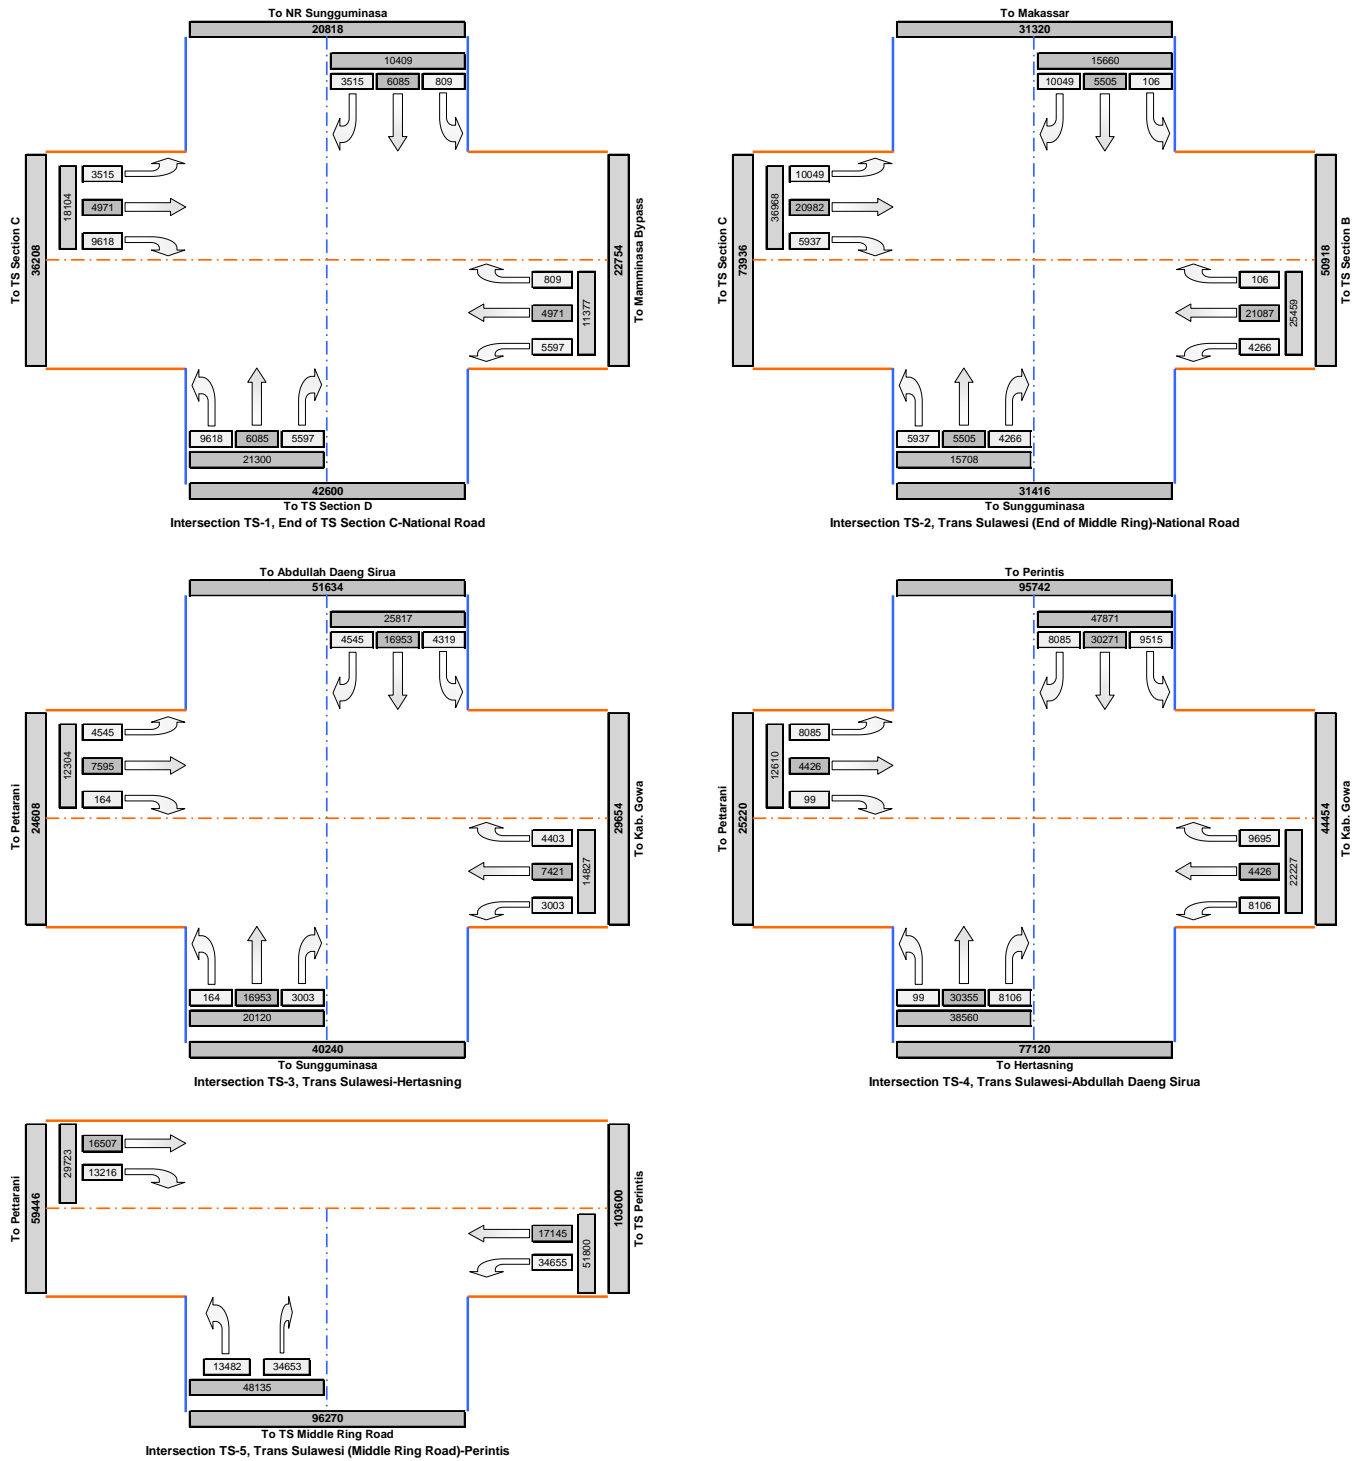 To NR Sungguminasa
20818
10409
3515 6085 809
To TS Section C
36208
18104
3515
4971
9618
809
4971
5597
11377
22754
To Mamminasa Bypass
9618 6085 5597
21300
42600
To TS Section D
Intersection TS-1, End of TS Section C-National Road
To Makassar
31320
15660
10049 5505 106
To TS Section C
73936
36968
10049
20982
5937
106
21087
4266
25459
50918
To TS Section B
5937 5505 4266
15708
31416
To Sungguminasa
Intersection TS-2, Trans Sulawesi (End of Middle Ring)-National Road
To Abdullah Daeng Sirua
51634
25817
4545 16953 4319
To Pettarani
24608
12304
4545
7595
164
4403
7421
3003
14827
29654
To Kab. Gowa
164 16953 3003
20120
40240
To Sungguminasa
Intersection TS-3, Trans Sulawesi-Hertasning
To Perintis
95742
47871
8085 30271 9515
To Pettarani
25220
12610
8085
4426
99
9695
4426
8106
22227
44454
To Kab. Gowa
99 30355 8106
38560
77120
To Hertasning
Intersection TS-4, Trans Sulawesi-Abdullah Daeng Sirua
To Pettarani
59446
29723
16507
13216
17145
34655
51800
103600
To TS Perintis
13482 34653
48135
96270
To TS Middle Ring Road
Intersection TS-5, Trans Sulawesi (Middle Ring Road)-Perintis